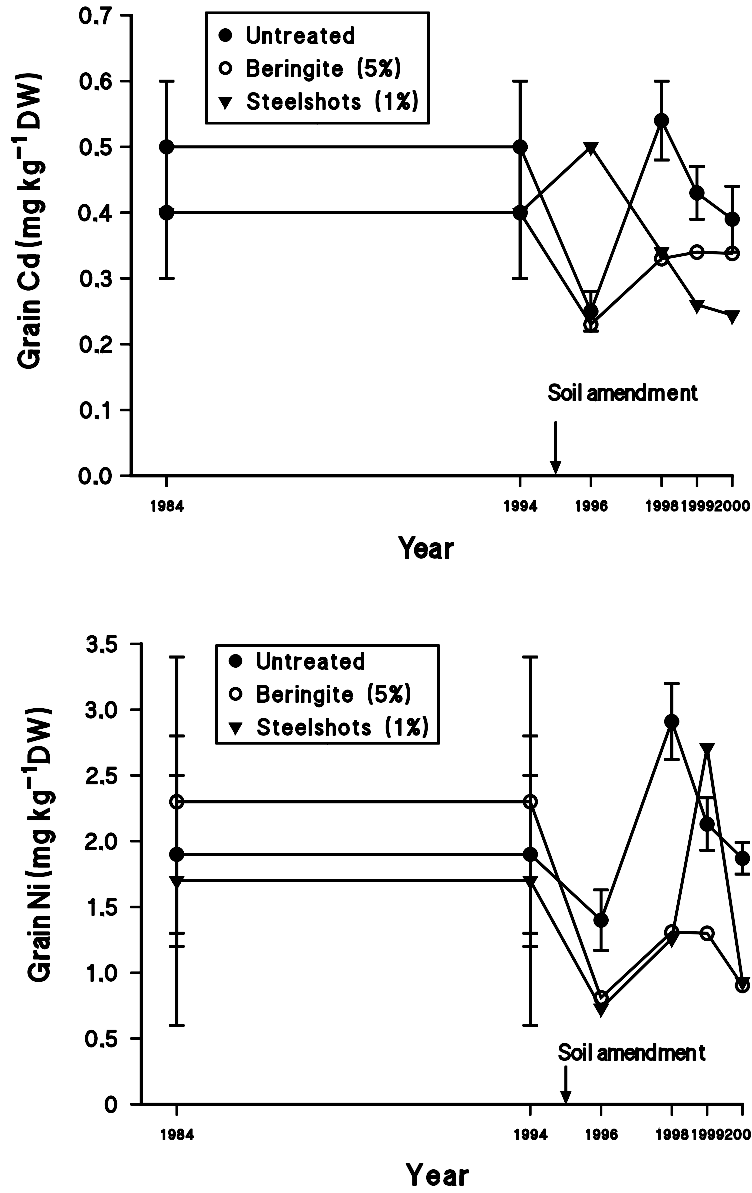 0.7
0.6
0.5
0.4
0.3
0.2
0.1
0.0
Grain Cd (mg kg⁻¹ DW)
Untreated
Beringite (5%)
Steelshots (1%)
Soil amendment
1984 1994 1996 1998 1999 2000
Year
3.5
3.0
2.5
2.0
1.5
1.0
0.5
0
Grain Ni (mg kg⁻¹DW)
Untreated
Beringite (5%)
Steelshots (1%)
Soil amendment
1984 1994 1996 1998 1999 200
Year